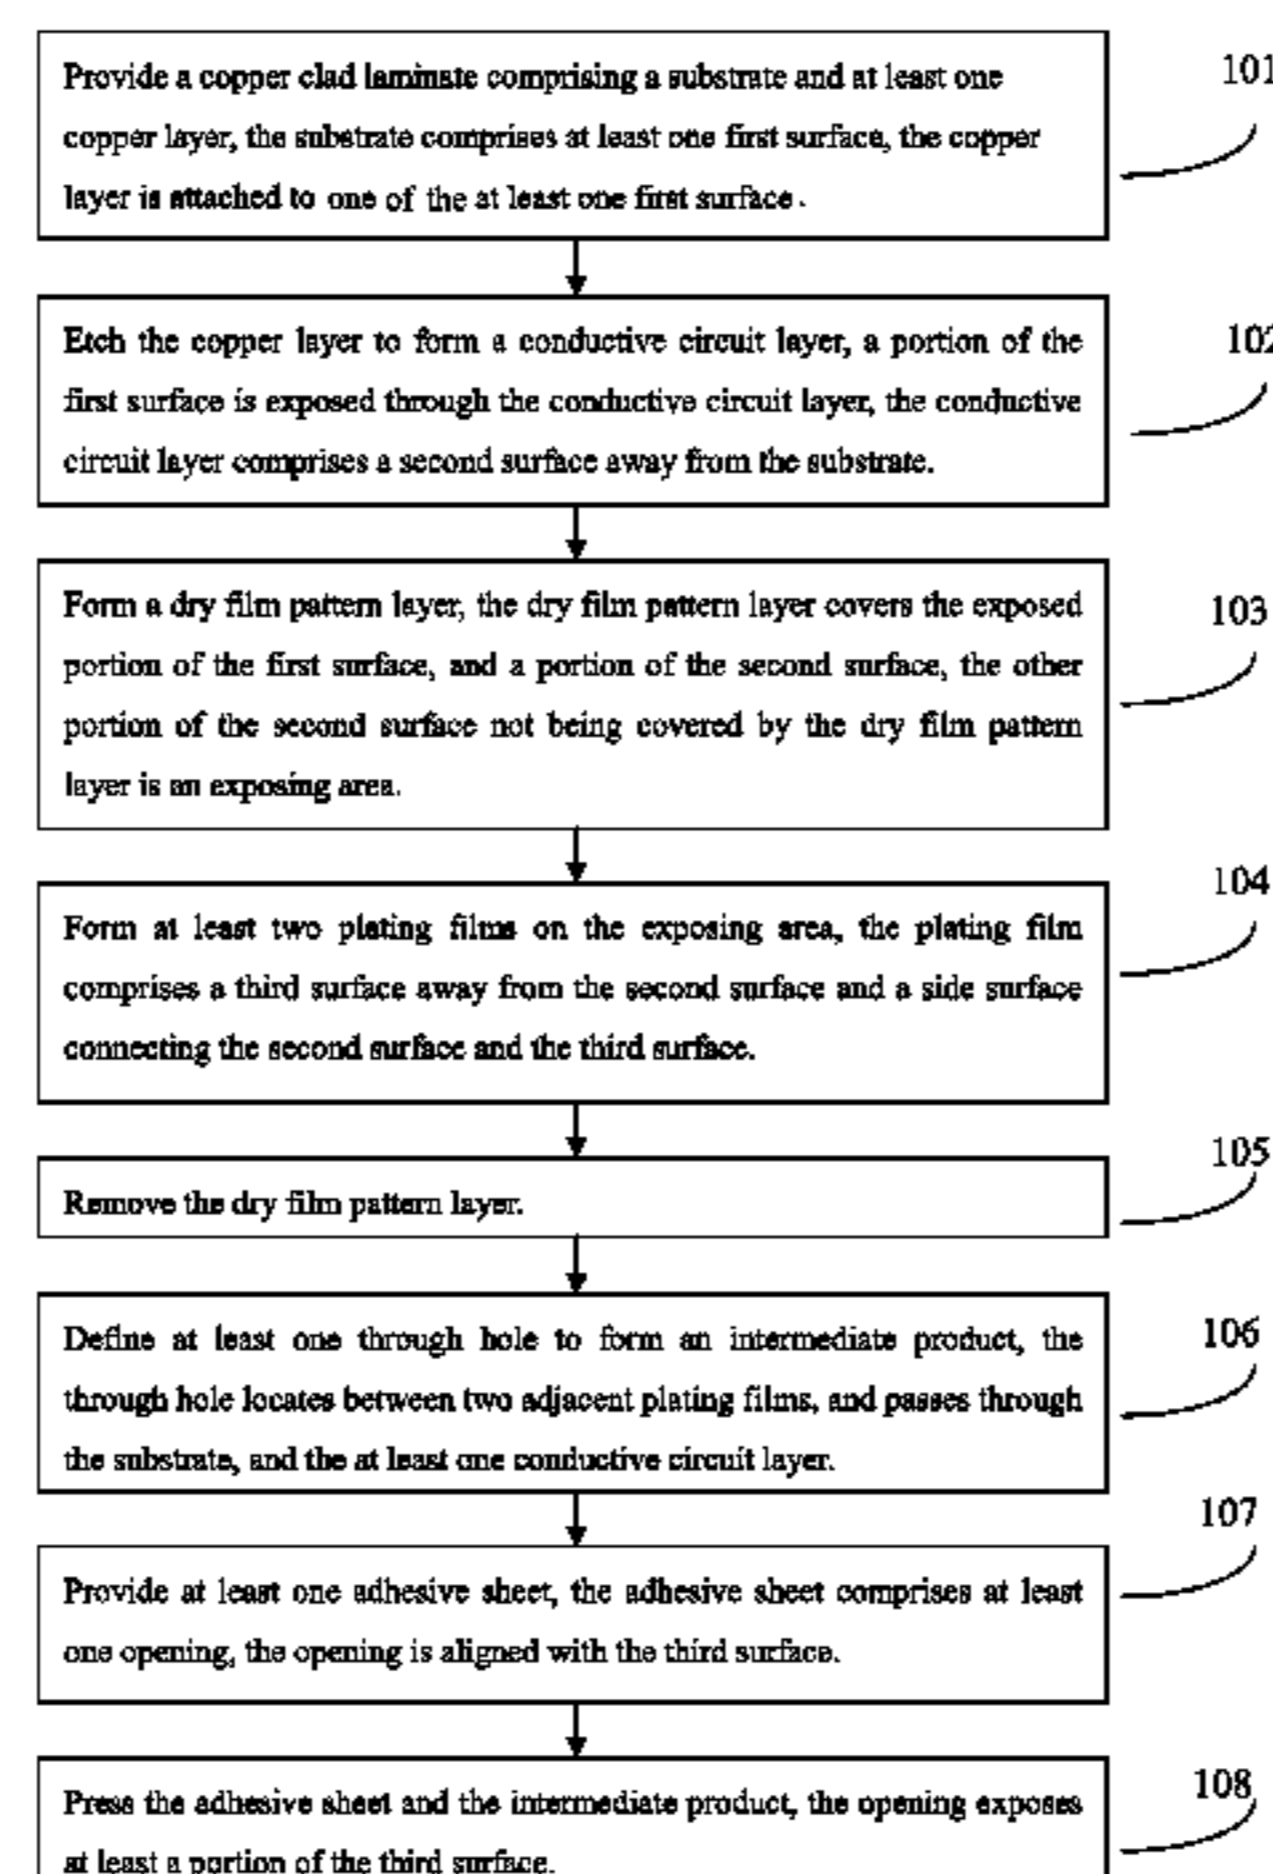 Provide a copper clad laminate comprising a substrate and at least one
101
copper layer, the substrate comprises at least one first surface, the copper
layer is attached to one of the at least one first surface.
Etch the copper layer to form a conductive circuit layer, a portion of the
102
first surface is exposed through the conductive circuit layer, the conductive
circuit layer comprises a second surface away from the substrate.
Form a dry film pattern layer, the dry film pattern layer covers the exposed
103
portion of the first surface, and a portion of the second surface, the other
portion of the second surface not being covered by the dry film pattern
layer is an exposing area.
104
Form at least two plating films on the exposing area, the plating film
comprises a third surface away from the second surface and a side surface
connecting the second surface and the third surface.
105
Remove the dry film pattern layer.
Define at least one through hole to form an intermediate product, the
106
through hole locates between two adjacent plating films, and passes through
the substrate, and the at least one conductive circuit layer.
107
Provide at least one adhesive sheet, the adhesive sheet comprises at least
one opening, the opening is aligned with the third surface.
108
Press the adhesive sheet and the intermediate product, the opening exposes
at least a portion of the third surface.